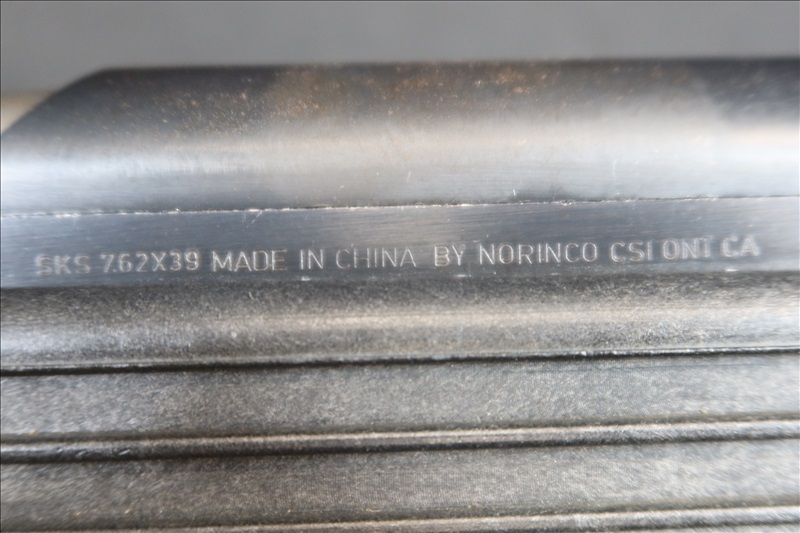 SKS 7.62X39 MADE IN CHINA BY NORINCO CSI ONT CA